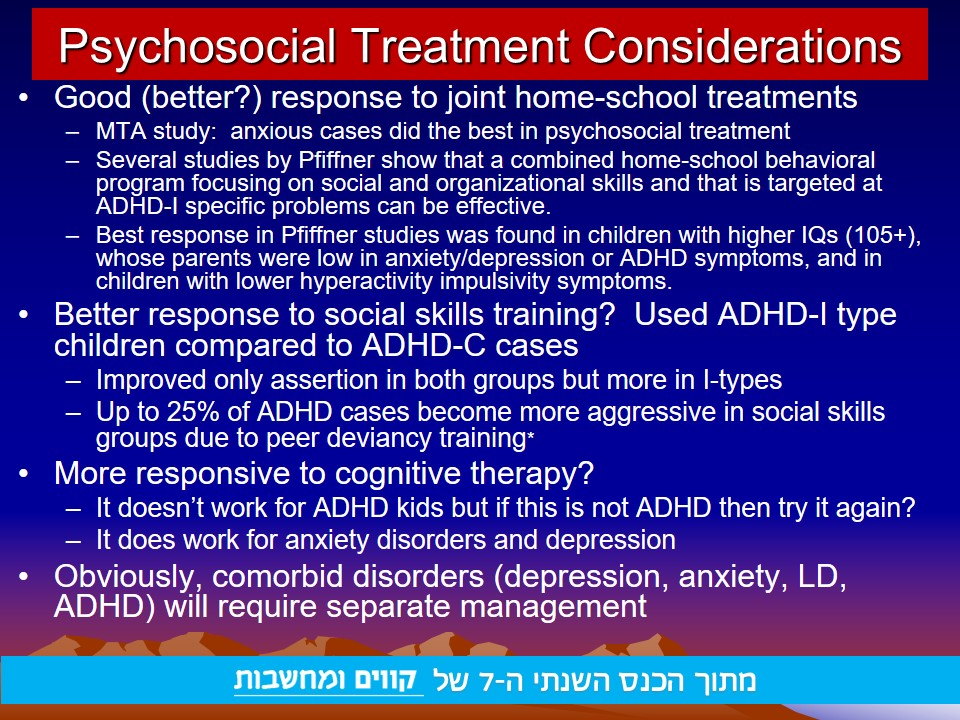 Psychosocial Treatment Considerations
• Good (better?) response to joint home-school treatments
– MTA study: anxious cases did the best in psychosocial treatment
– Several studies by Pfiffner show that a combined home-school behavioral
program focusing on social and organizational skills and that is targeted at
ADHD-I specific problems can be effective.
– Best response in Pfiffner studies was found in children with higher IQs (105+),
whose parents were low in anxiety/depression or ADHD symptoms, and in
children with lower hyperactivity impulsivity symptoms.
• Better response to social skills training? Used ADHD-I type
children compared to ADHD-C cases
– Improved only assertion in both groups but more in I-types
– Up to 25% of ADHD cases become more aggressive in social skills
groups due to peer deviancy training*
• More responsive to cognitive therapy?
– It doesn’t work for ADHD kids but if this is not ADHD then try it again?
– It does work for anxiety disorders and depression
• Obviously, comorbid disorders (depression, anxiety, LD,
ADHD) will require separate management
מתוך הכנס השנתי ה-7 של קווים ומחשבות